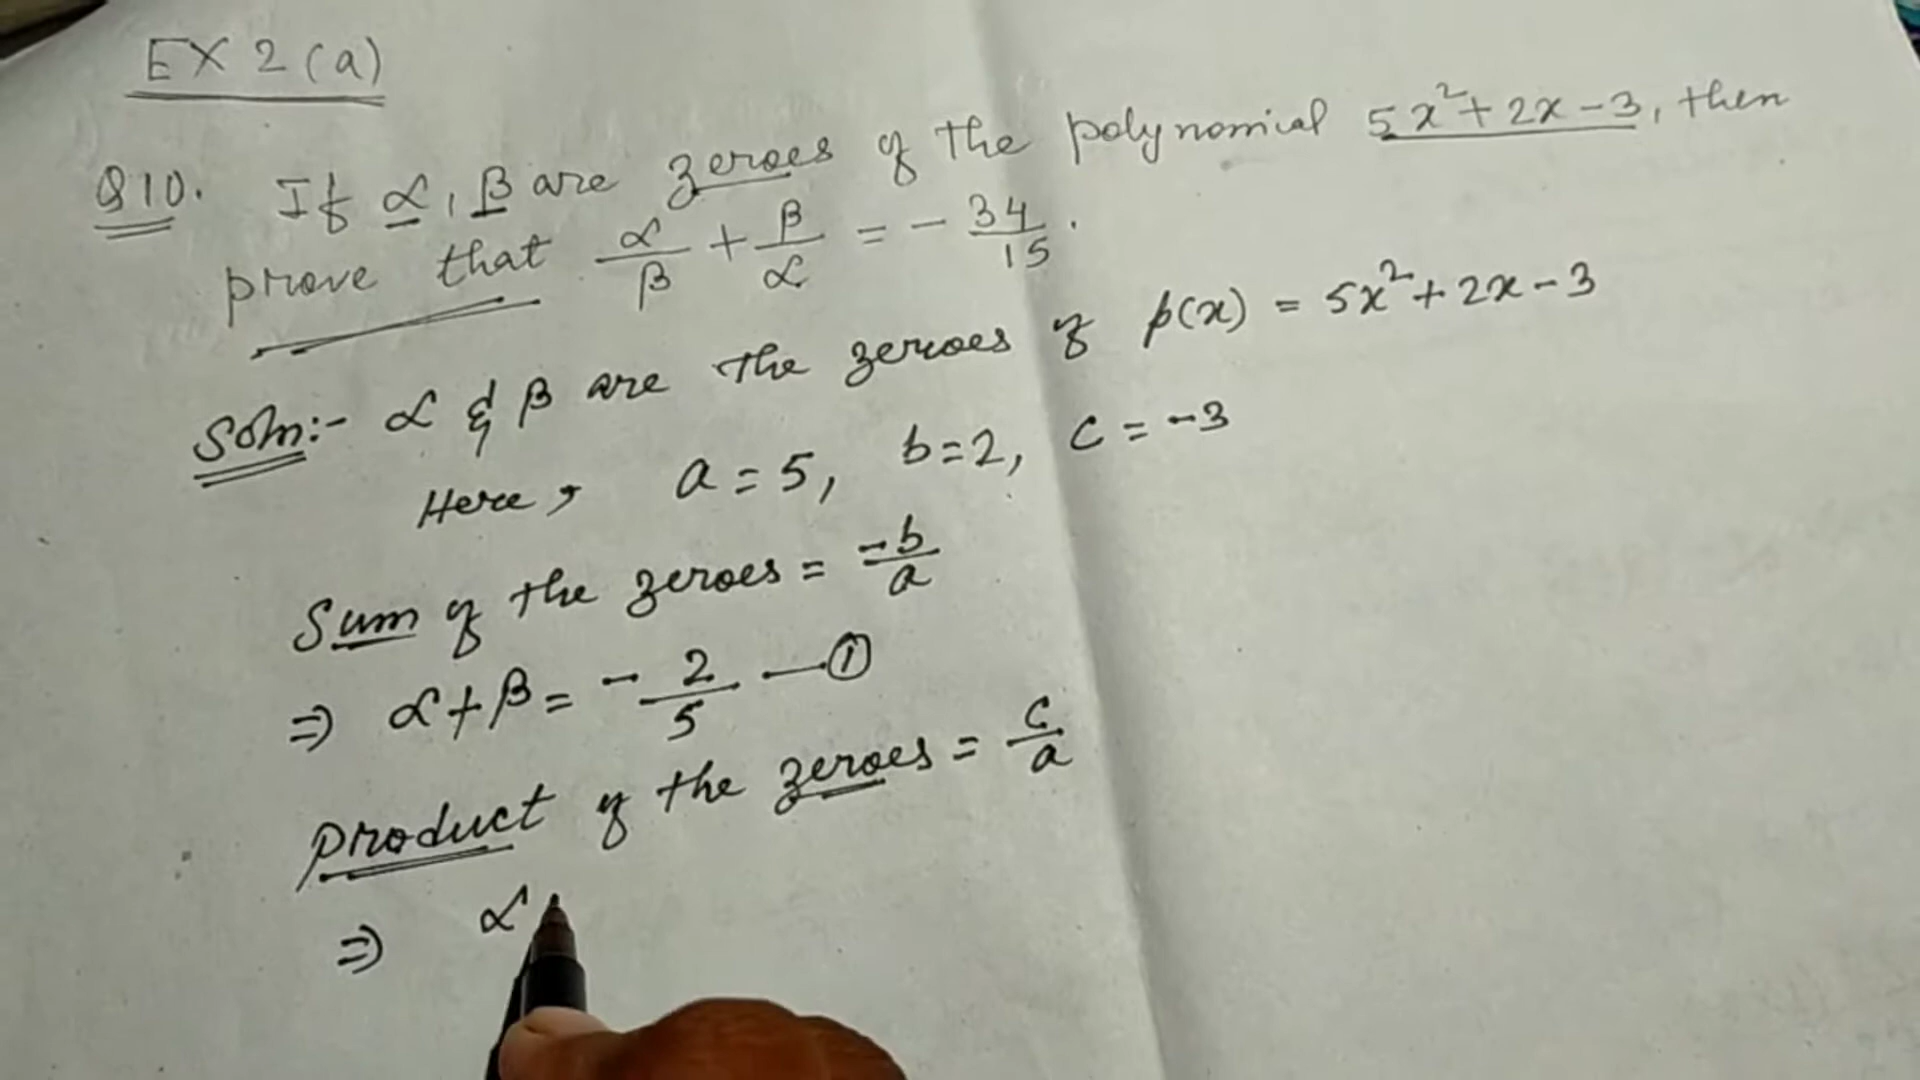 EX 2 (a)
Q10. If α, β are zeroes of the polynomial 5x²+2x-3, then
prove that α/β + β/α = - 34/15.
Soln:- α & β are the zeroes of p(x) = 5x²+2x-3
Here, a=5, b=2, c=-3
Sum of the zeroes = -b/a
⇒ α+β = - 2/5 —①
Product of the zeroes = c/a
⇒ α